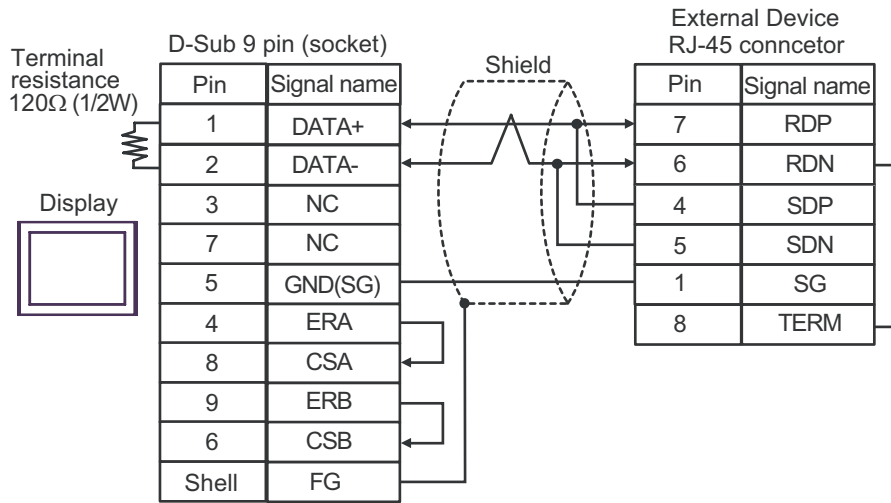 External Device
RJ-45 conncetor
D-Sub 9 pin (socket)
Shield
Terminal
resistance
120Ω (1/2W)
Display
Pin Signal name
1 DATA+
2 DATA-
3 NC
7 NC
5 GND(SG)
4 ERA
8 CSA
9 ERB
6 CSB
Shell FG
Pin Signal name
7 RDP
6 RDN
4 SDP
5 SDN
1 SG
8 TERM